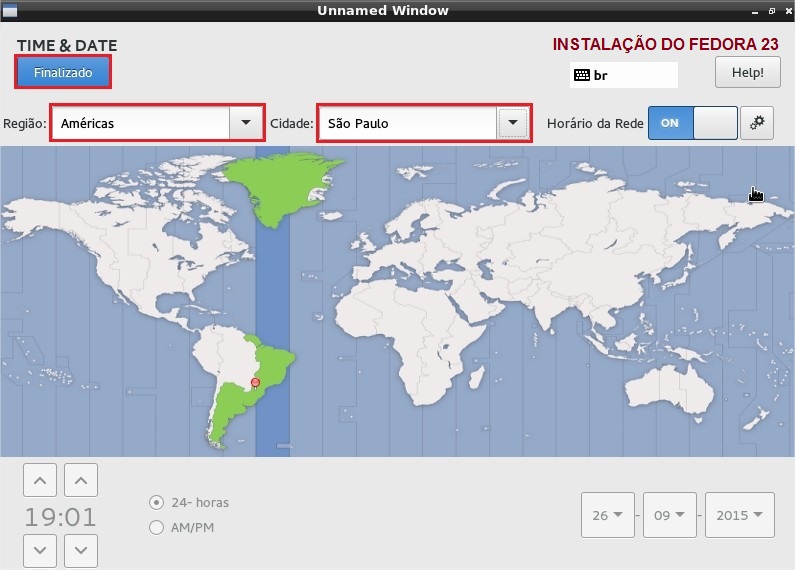 Unnamed Window
TIME & DATE
INSTALAÇÃO DO FEDORA 23
Finalizado
br
Help!
Região:
Américas
Cidade:
São Paulo
Horário da Rede
ON
19:01
24- horas
AM/PM
26 - 09 - 2015